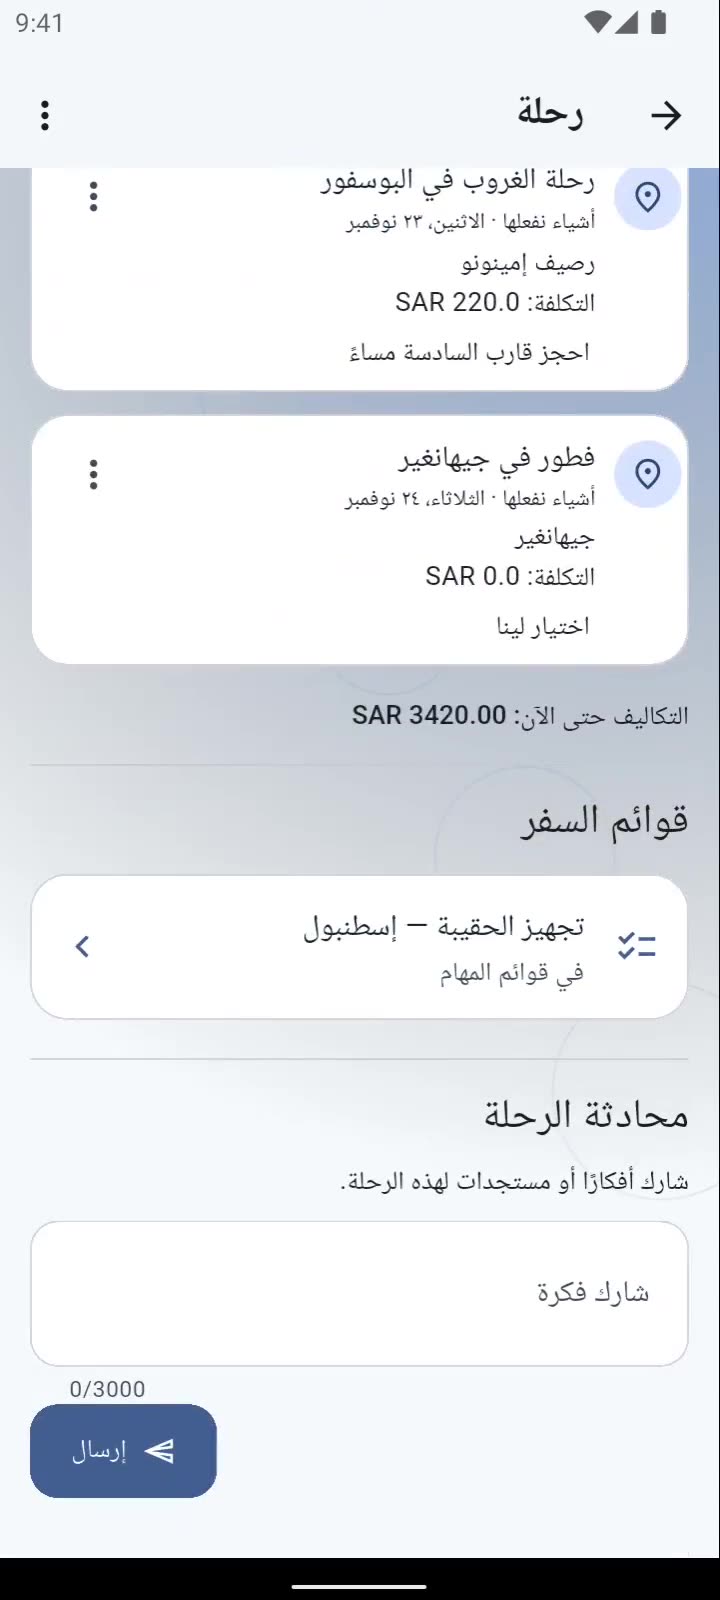 9:41
رحلة
رحلة الغروب في البوسفور
أشياء نفعلها · الاثنين، ٢٣ نوفمبر
رصيف إمينونو
التكلفة: SAR 220.0
احجز قارب السادسة مساءً
فطور في جيهانغير
أشياء نفعلها · الثلاثاء، ٢٤ نوفمبر
جيهانغير
التكلفة: SAR 0.0
اختيار لينا
التكاليف حتى الآن: SAR 3420.00
قوائم السفر
تجهيز الحقيبة — إسطنبول
في قوائم المهام
محادثة الرحلة
شارك أفكارًا أو مستجدات لهذه الرحلة.
شارك فكرة
0/3000
إرسال